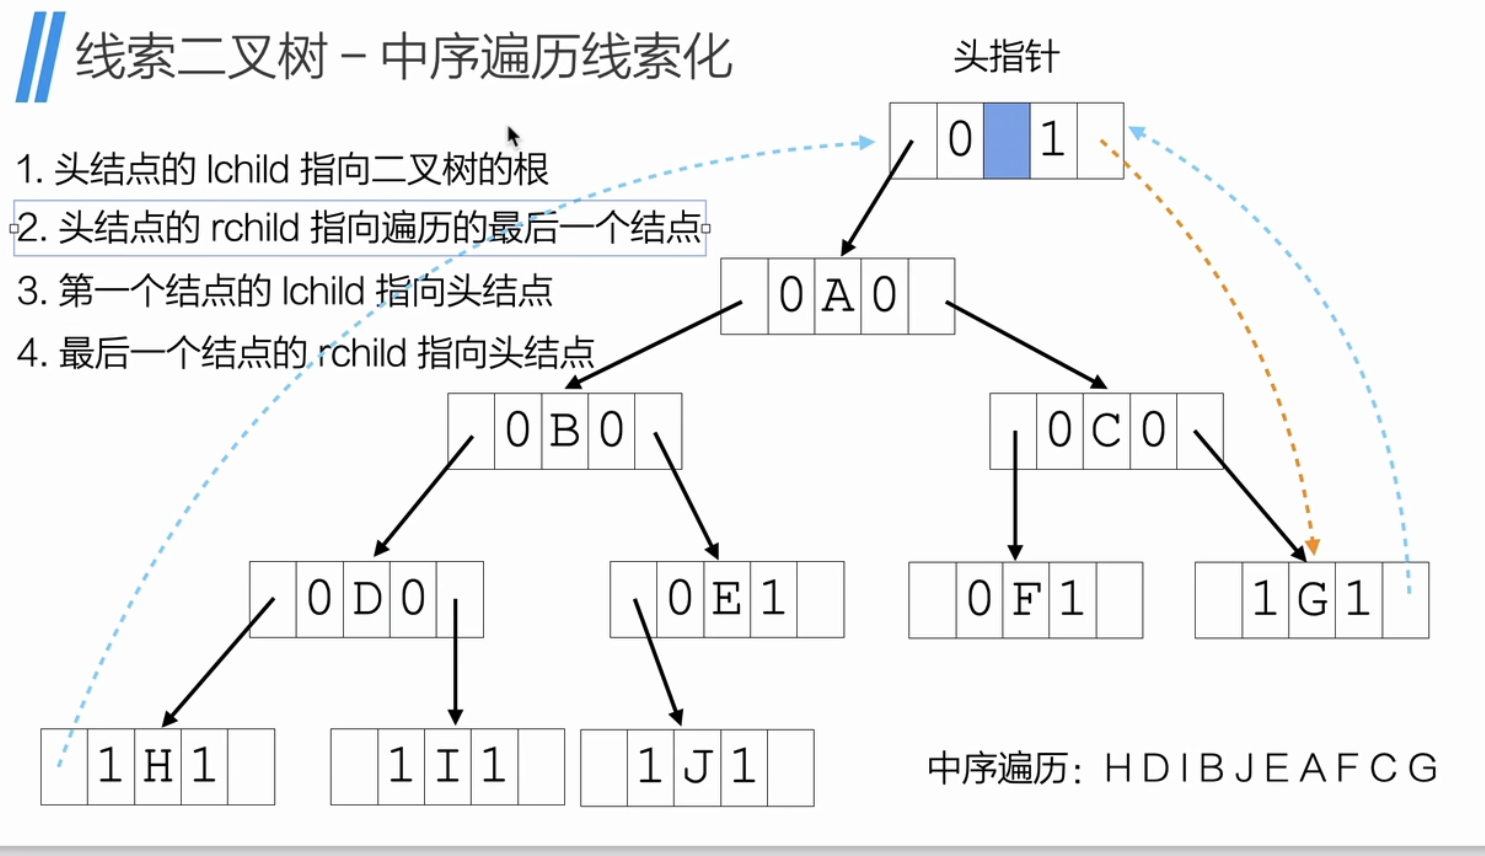 线索二叉树 – 中序遍历线索化
头指针
0 1
1. 头结点的 lchild 指向二叉树的根
2. 头结点的 rchild 指向遍历的最后一个结点
3. 第一个结点的 lchild 指向头结点
4. 最后一个结点的 rchild 指向头结点
0 A 0
0 B 0
0 C 0
0 D 0
0 E 1
0 F 1
1 G 1
1 H 1
1 I 1
1 J 1
中序遍历：H D I B J E A F C G